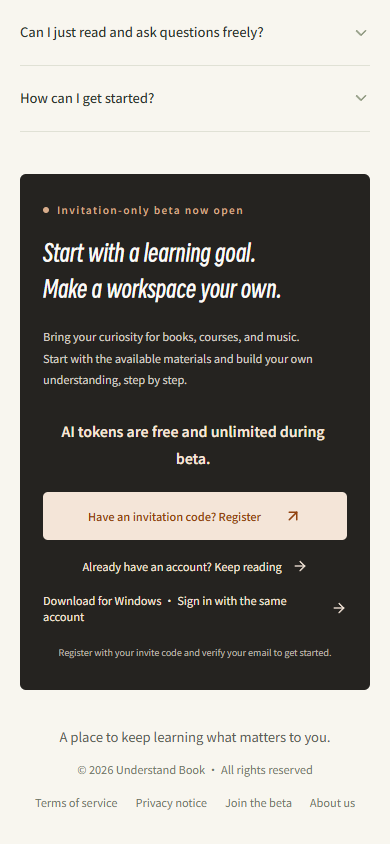 Can I just read and ask questions freely?
How can I get started?
Invitation-only beta now open
Start with a learning goal.
Make a workspace your own.
Bring your curiosity for books, courses, and music.
Start with the available materials and build your own
understanding, step by step.
AI tokens are free and unlimited during
beta.
Have an invitation code? Register
Already have an account? Keep reading
Download for Windows • Sign in with the same
account
Register with your invite code and verify your email to get started.
A place to keep learning what matters to you.
© 2026 Understand Book • All rights reserved
Terms of service Privacy notice Join the beta About us